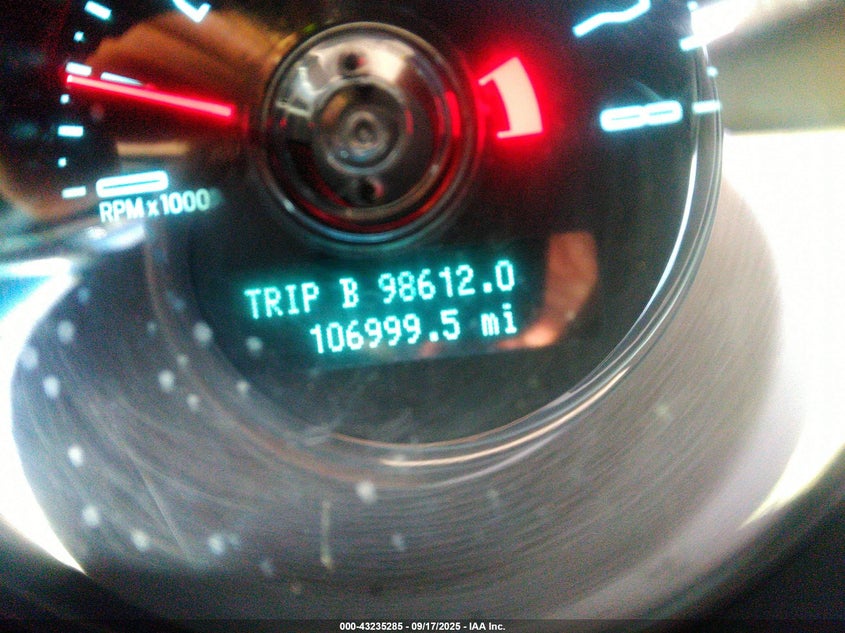 RPM x 1000
TRIP B 98612.0
106999.5 mi
000-43235285 - 09/17/2025 - IAA Inc.